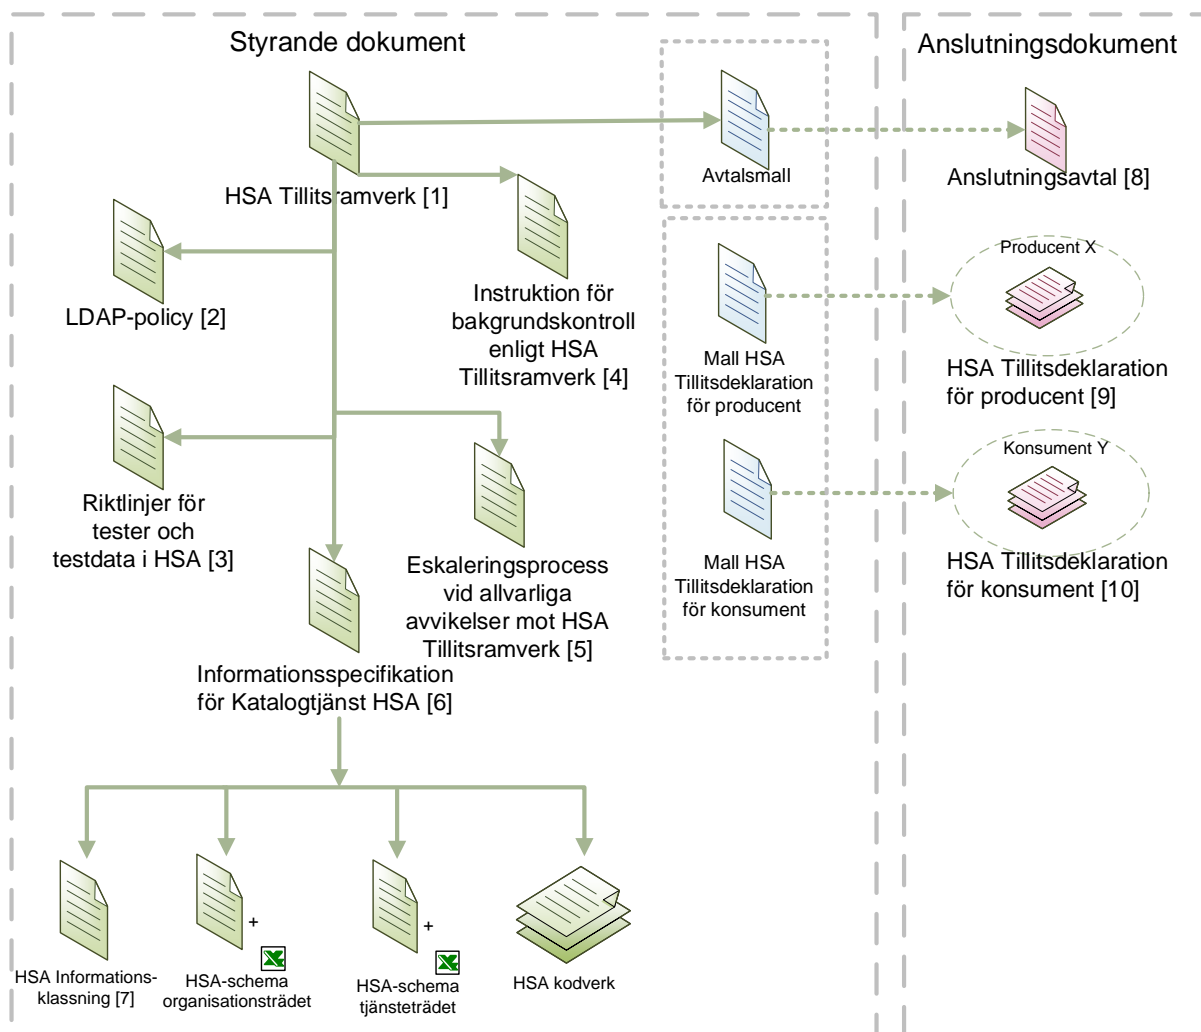 Styrande dokument
Anslutningsdokument
HSA Tillitsramverk [1]
Avtalsmall
Anslutningsavtal [8]
LDAP-policy [2]
Instruktion för
bakgrundskontroll
enligt HSA
Tillitsramverk [4]
Mall HSA
Tillitsdeklaration
för producent
Producent X
HSA Tillitsdeklaration
för producent [9]
Riktlinjer för
tester och
testdata i HSA [3]
Eskaleringsprocess
vid allvarliga
avvikelser mot HSA
Tillitsramverk [5]
Mall HSA
Tillitsdeklaration
för konsument
Konsument Y
HSA Tillitsdeklaration
för konsument [10]
Informationsspecifikation
för Katalogtjänst HSA [6]
HSA Informations-
klassning [7]
+
HSA-schema
organisationsträdet
+
HSA-schema
tjänsteträdet
HSA kodverk